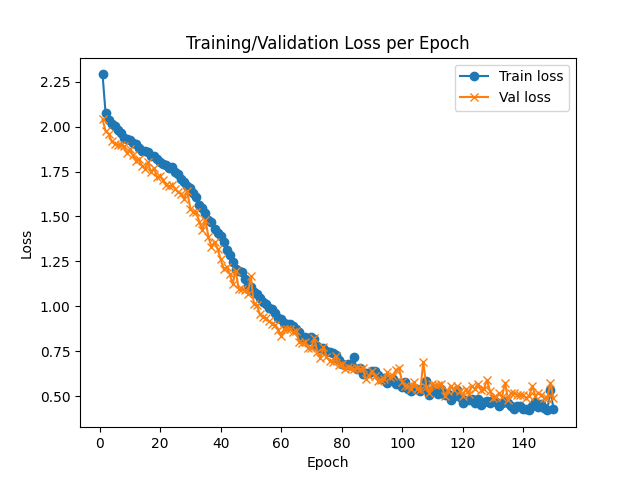 Training/Validation Loss per Epoch
Train loss
Val loss
2.25
2.00
1.75
1.50
1.25
1.00
0.75
0.50
Loss
0 20 40 60 80 100 120 140
Epoch